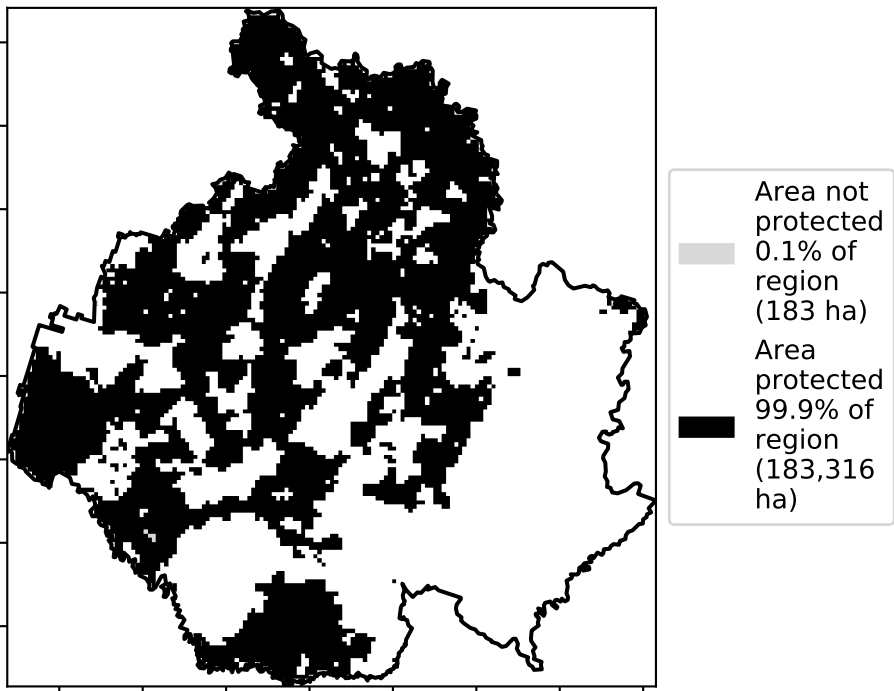 Area not
protected
0.1% of
region
(183 ha)
Area
protected
99.9% of
region
(183,316
ha)